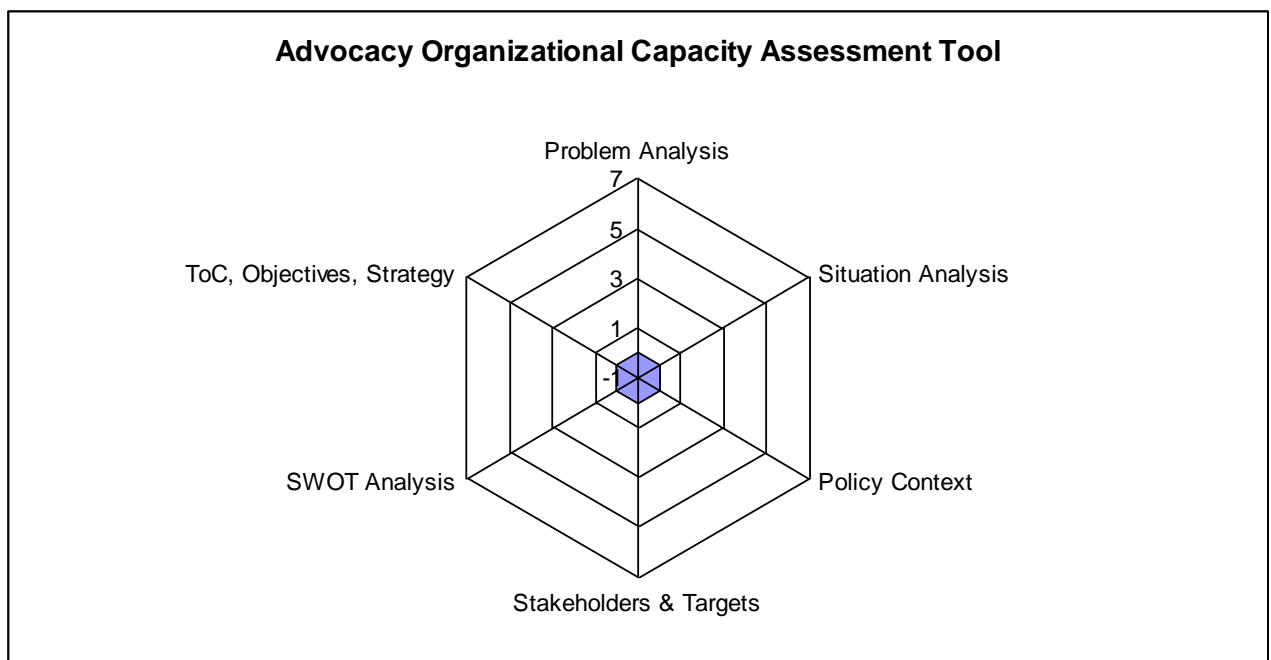 Advocacy Organizational Capacity Assessment Tool
Problem Analysis
7
5
ToC, Objectives, Strategy
Situation Analysis
3
1
-1
SWOT Analysis
Policy Context
Stakeholders & Targets